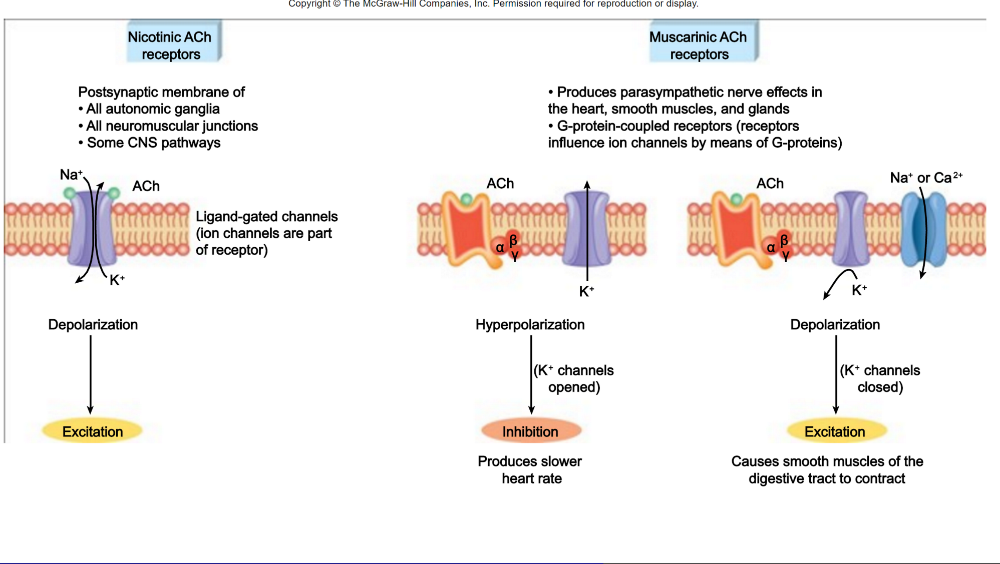 Copyright © The McGraw-Hill Companies, Inc. Permission required for reproduction or display.
Nicotinic ACh
receptors
Postsynaptic membrane of
• All autonomic ganglia
• All neuromuscular junctions
• Some CNS pathways
Na⁺
ACh
Ligand-gated channels
(ion channels are part
of receptor)
K⁺
Depolarization
Excitation
Muscarinic ACh
receptors
• Produces parasympathetic nerve effects in
the heart, smooth muscles, and glands
• G-protein-coupled receptors (receptors
influence ion channels by means of G-proteins)
ACh
α
β
γ
K⁺
Hyperpolarization
(K⁺ channels
opened)
Inhibition
Produces slower
heart rate
ACh
Na⁺ or Ca²⁺
α
β
γ
K⁺
Depolarization
(K⁺ channels
closed)
Excitation
Causes smooth muscles of the
digestive tract to contract